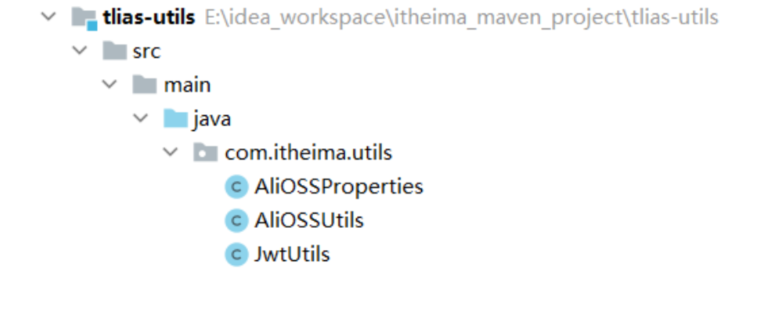 tlias-utils E:\idea_workspace\itheima_maven_project\tlias-utils
src
main
java
com.itheima.utils
C AliOSSProperties
C AliOSSUtils
C JwtUtils